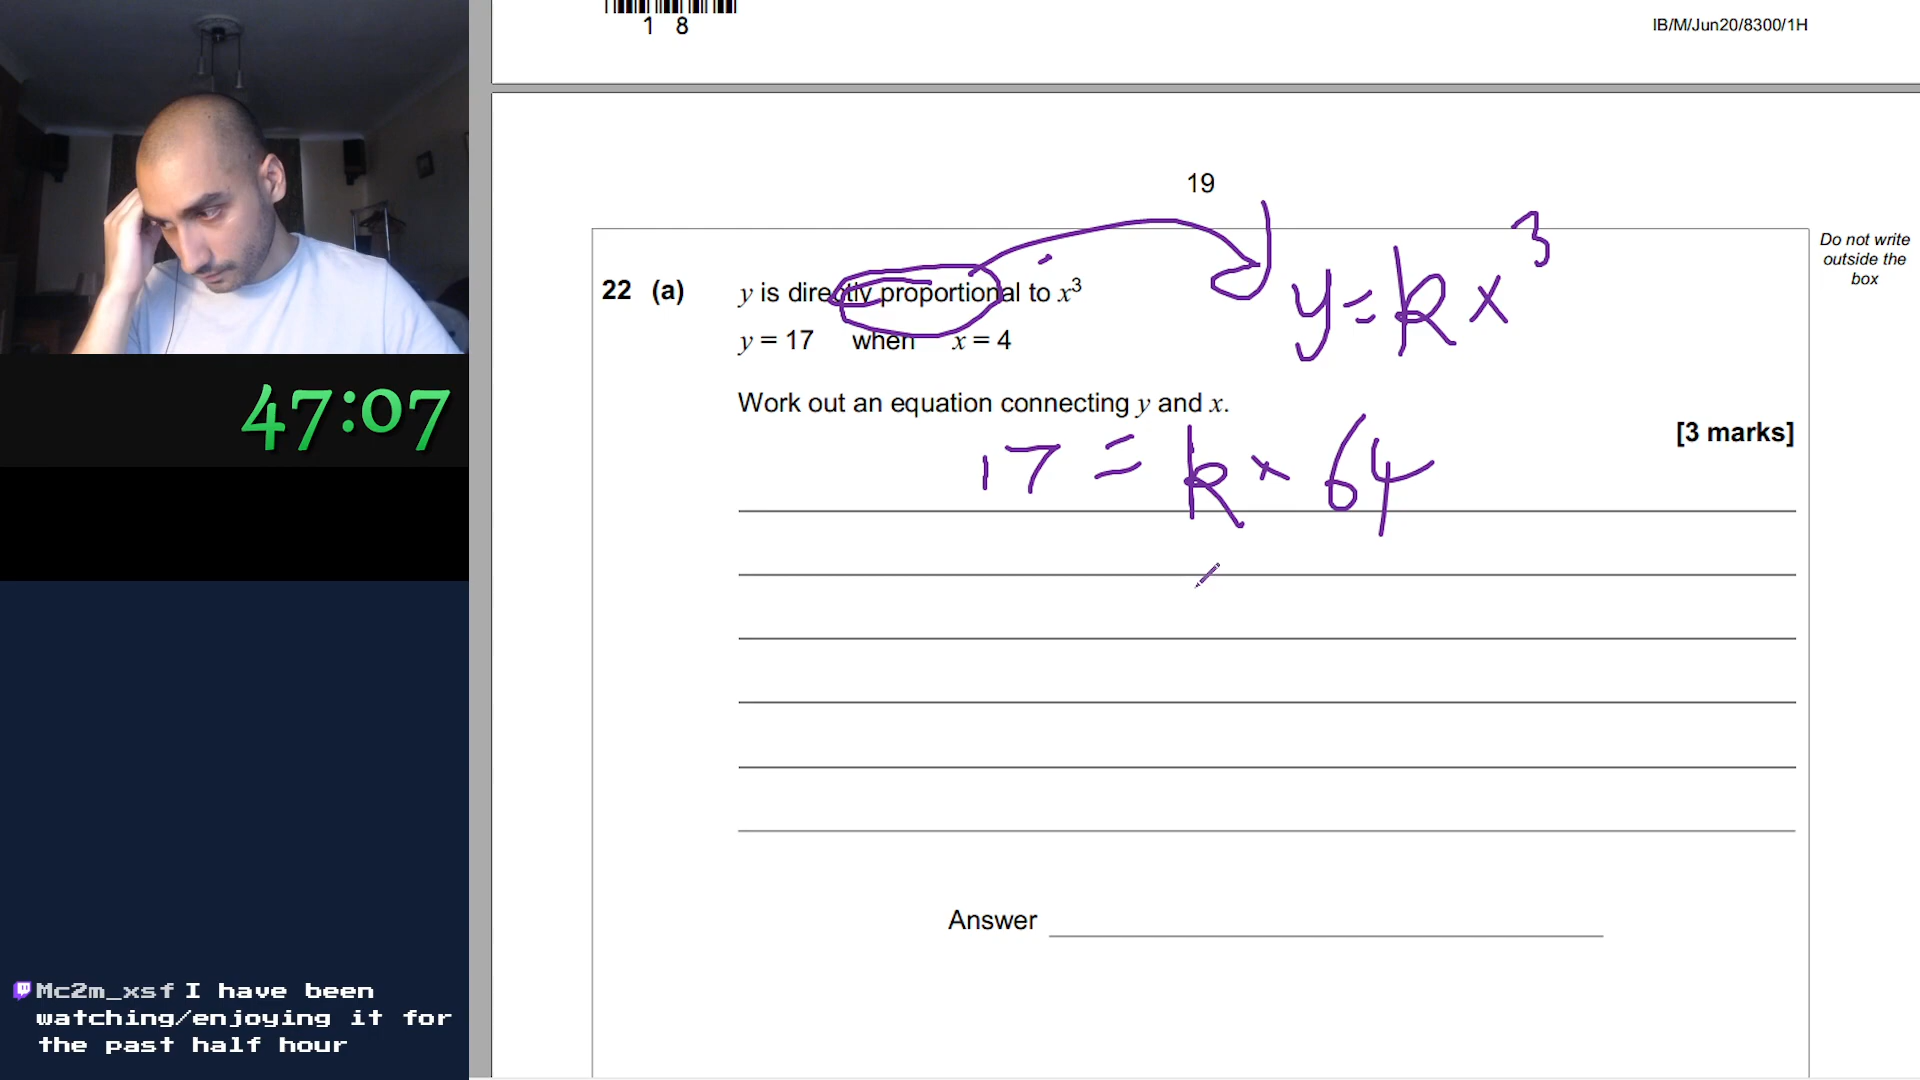 1 8
IB/M/Jun20/8300/1H
19
Do not write
outside the
box
22 (a) y is directly proportional to x³
y = kx³
y = 17 when x = 4
Work out an equation connecting y and x.
[3 marks]
17 = k × 64
Answer
47:07
Mc2m_xsf I have been
watching/enjoying it for
the past half hour